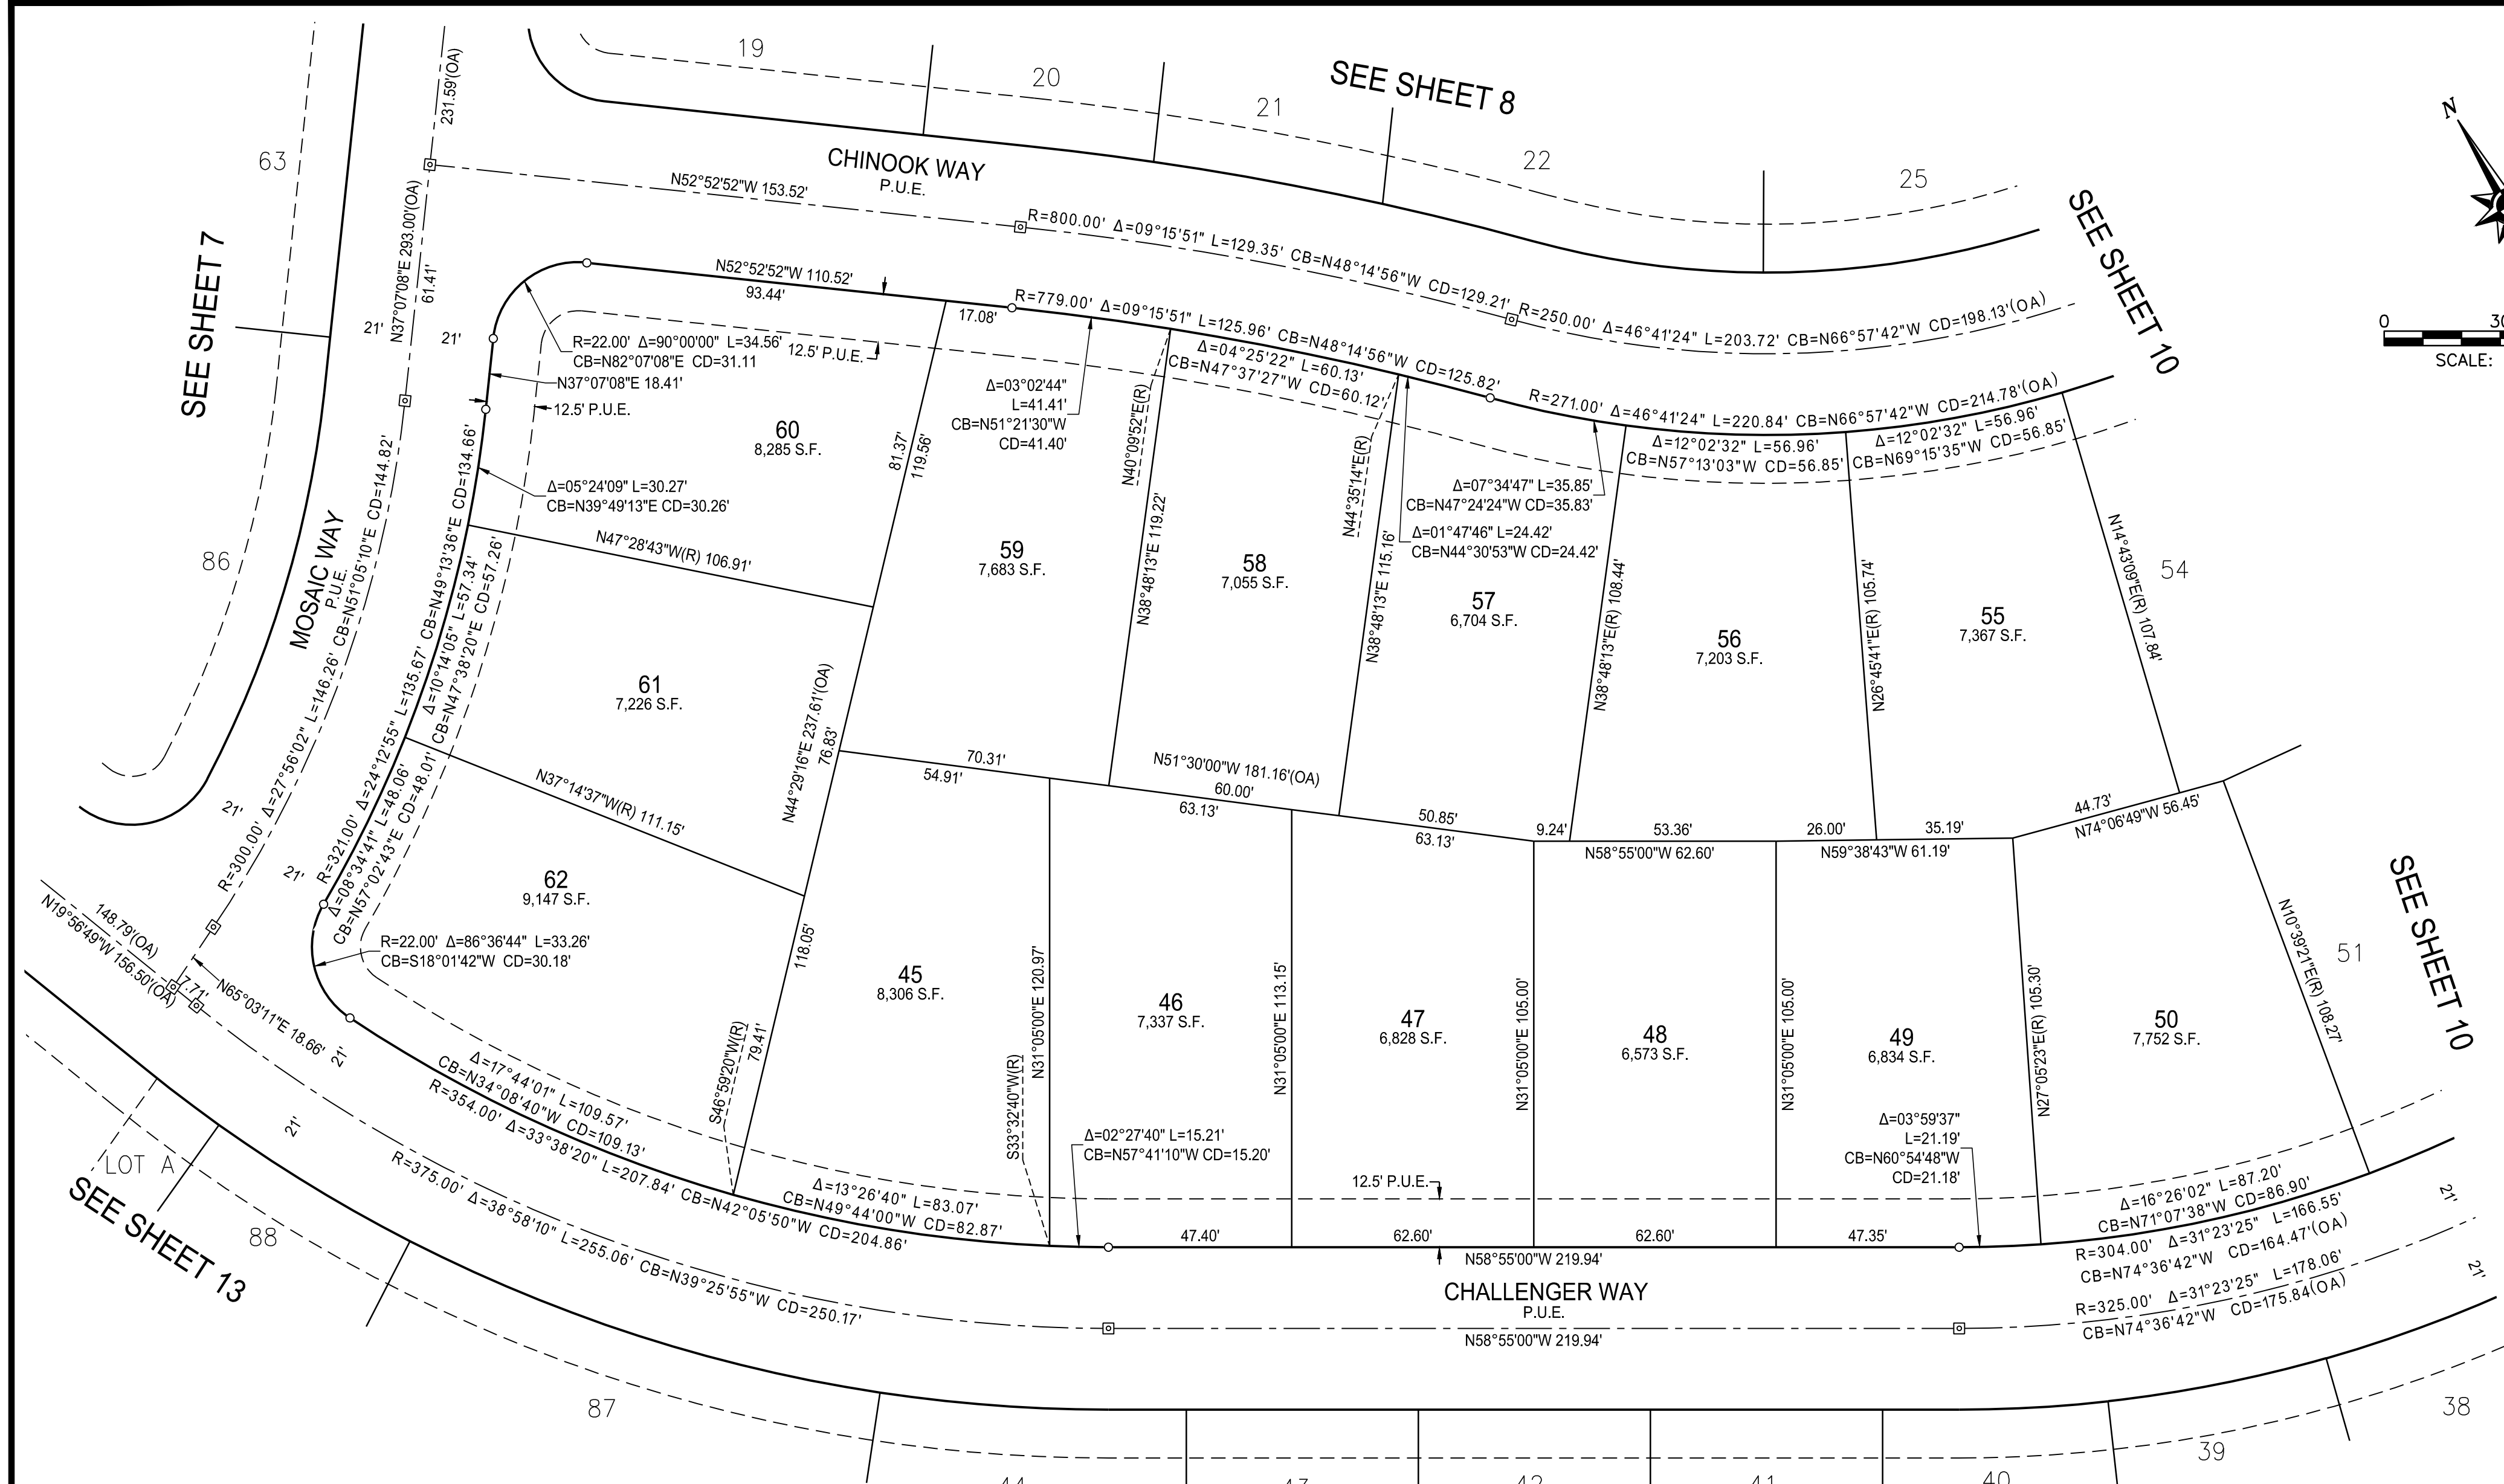 19
20
21
22
25
SEE SHEET 8
63
231.59'(OA)
CHINOOK WAY
P.U.E.
N52°52'52"W 153.52'
R=800.00' Δ=09°15'51" L=129.35' CB=N48°14'56"W CD=129.21'
R=250.00' Δ=46°41'24" L=203.72' CB=N66°57'42"W CD=198.13'(OA)
SEE SHEET 10
N
0
30
SCALE:
SEE SHEET 7
N37°07'08"E 293.00'(OA)
61.41'
21'
21'
N52°52'52"W 110.52'
93.44'
17.08'
R=779.00' Δ=09°15'51" L=125.96' CB=N48°14'56"W CD=125.82'
R=271.00' Δ=46°41'24" L=220.84' CB=N66°57'42"W CD=214.78'(OA)
R=22.00' Δ=90°00'00" L=34.56'
CB=N82°07'08"E CD=31.11
12.5' P.U.E.
N37°07'08"E 18.41'
12.5' P.U.E.
Δ=03°02'44"
L=41.41'
CB=N51°21'30"W
CD=41.40'
Δ=04°25'22" L=60.13'
CB=N47°37'27"W CD=60.12'
N40°09'52"E(R)
N44°35'14"E(R)
Δ=07°34'47" L=35.85'
CB=N47°24'24"W CD=35.83'
Δ=01°47'46" L=24.42'
CB=N44°30'53"W CD=24.42'
Δ=12°02'32" L=56.96'
CB=N57°13'03"W CD=56.85'
Δ=12°02'32" L=56.96'
CB=N69°15'35"W CD=56.85'
60
8,285 S.F.
81.37'
119.56'
Δ=05°24'09" L=30.27'
CB=N39°49'13"E CD=30.26'
N47°28'43"W(R) 106.91'
59
7,683 S.F.
N38°48'13"E 119.22'
58
7,055 S.F.
N38°48'13"E 115.16'
57
6,704 S.F.
N38°48'13"E(R) 108.44'
56
7,203 S.F.
N26°45'41"E(R) 105.74'
55
7,367 S.F.
N14°43'09"E(R) 107.84'
54
86
MOSAIC WAY
P.U.E.
R=300.00' Δ=27°56'02" L=146.26' CB=N51°05'10"E CD=144.82'
R=321.00' Δ=24°12'55" L=135.67' CB=N49°13'36"E CD=134.66'
Δ=10°14'05" L=57.34'
CB=N47°38'20"E CD=57.26'
61
7,226 S.F.
N44°29'16"E 237.61'(OA)
76.83'
70.31'
54.91'
N51°30'00"W 181.16'(OA)
60.00'
63.13'
50.85'
63.13'
9.24'
53.36'
N58°55'00"W 62.60'
26.00'
35.19'
N59°38'43"W 61.19'
44.73'
N74°06'49"W 56.45'
N37°14'37"W(R) 111.15'
Δ=08°34'41" L=48.06'
CB=N57°02'43"E CD=48.01'
21'
21'
62
9,147 S.F.
R=22.00' Δ=86°36'44" L=33.26'
CB=S18°01'42"W CD=30.18'
118.05'
79.41'
148.79'(OA)
N19°56'49"W 156.50'(OA)
7.71'
N65°03'11"E 18.66'
21'
21'
45
8,306 S.F.
N31°05'00"E 120.97'
46
7,337 S.F.
N31°05'00"E 113.15'
47
6,828 S.F.
N31°05'00"E 105.00'
48
6,573 S.F.
N31°05'00"E 105.00'
49
6,834 S.F.
N27°05'23"E(R) 105.30'
50
7,752 S.F.
N10°39'21"E(R) 108.27'
51
SEE SHEET 10
S46°59'20"W(R)
S33°32'40"W(R)
Δ=17°44'01" L=109.57'
CB=N34°08'40"W CD=109.13'
R=354.00' Δ=33°38'20" L=207.84' CB=N42°05'50"W CD=204.86'
Δ=13°26'40" L=83.07'
CB=N49°44'00"W CD=82.87'
R=375.00' Δ=38°58'10" L=255.06' CB=N39°25'55"W CD=250.17'
Δ=02°27'40" L=15.21'
CB=N57°41'10"W CD=15.20'
12.5' P.U.E.
Δ=03°59'37"
L=21.19'
CB=N60°54'48"W
CD=21.18'
47.40'
62.60'
62.60'
47.35'
N58°55'00"W 219.94'
CHALLENGER WAY
P.U.E.
N58°55'00"W 219.94'
Δ=16°26'02" L=87.20'
CB=N71°07'38"W CD=86.90'
R=304.00' Δ=31°23'25" L=166.55'
CB=N74°36'42"W CD=164.47'(OA)
R=325.00' Δ=31°23'25" L=178.06'
CB=N74°36'42"W CD=175.84'(OA)
21'
21'
LOT A
SEE SHEET 13
88
87
44
43
42
41
40
39
38